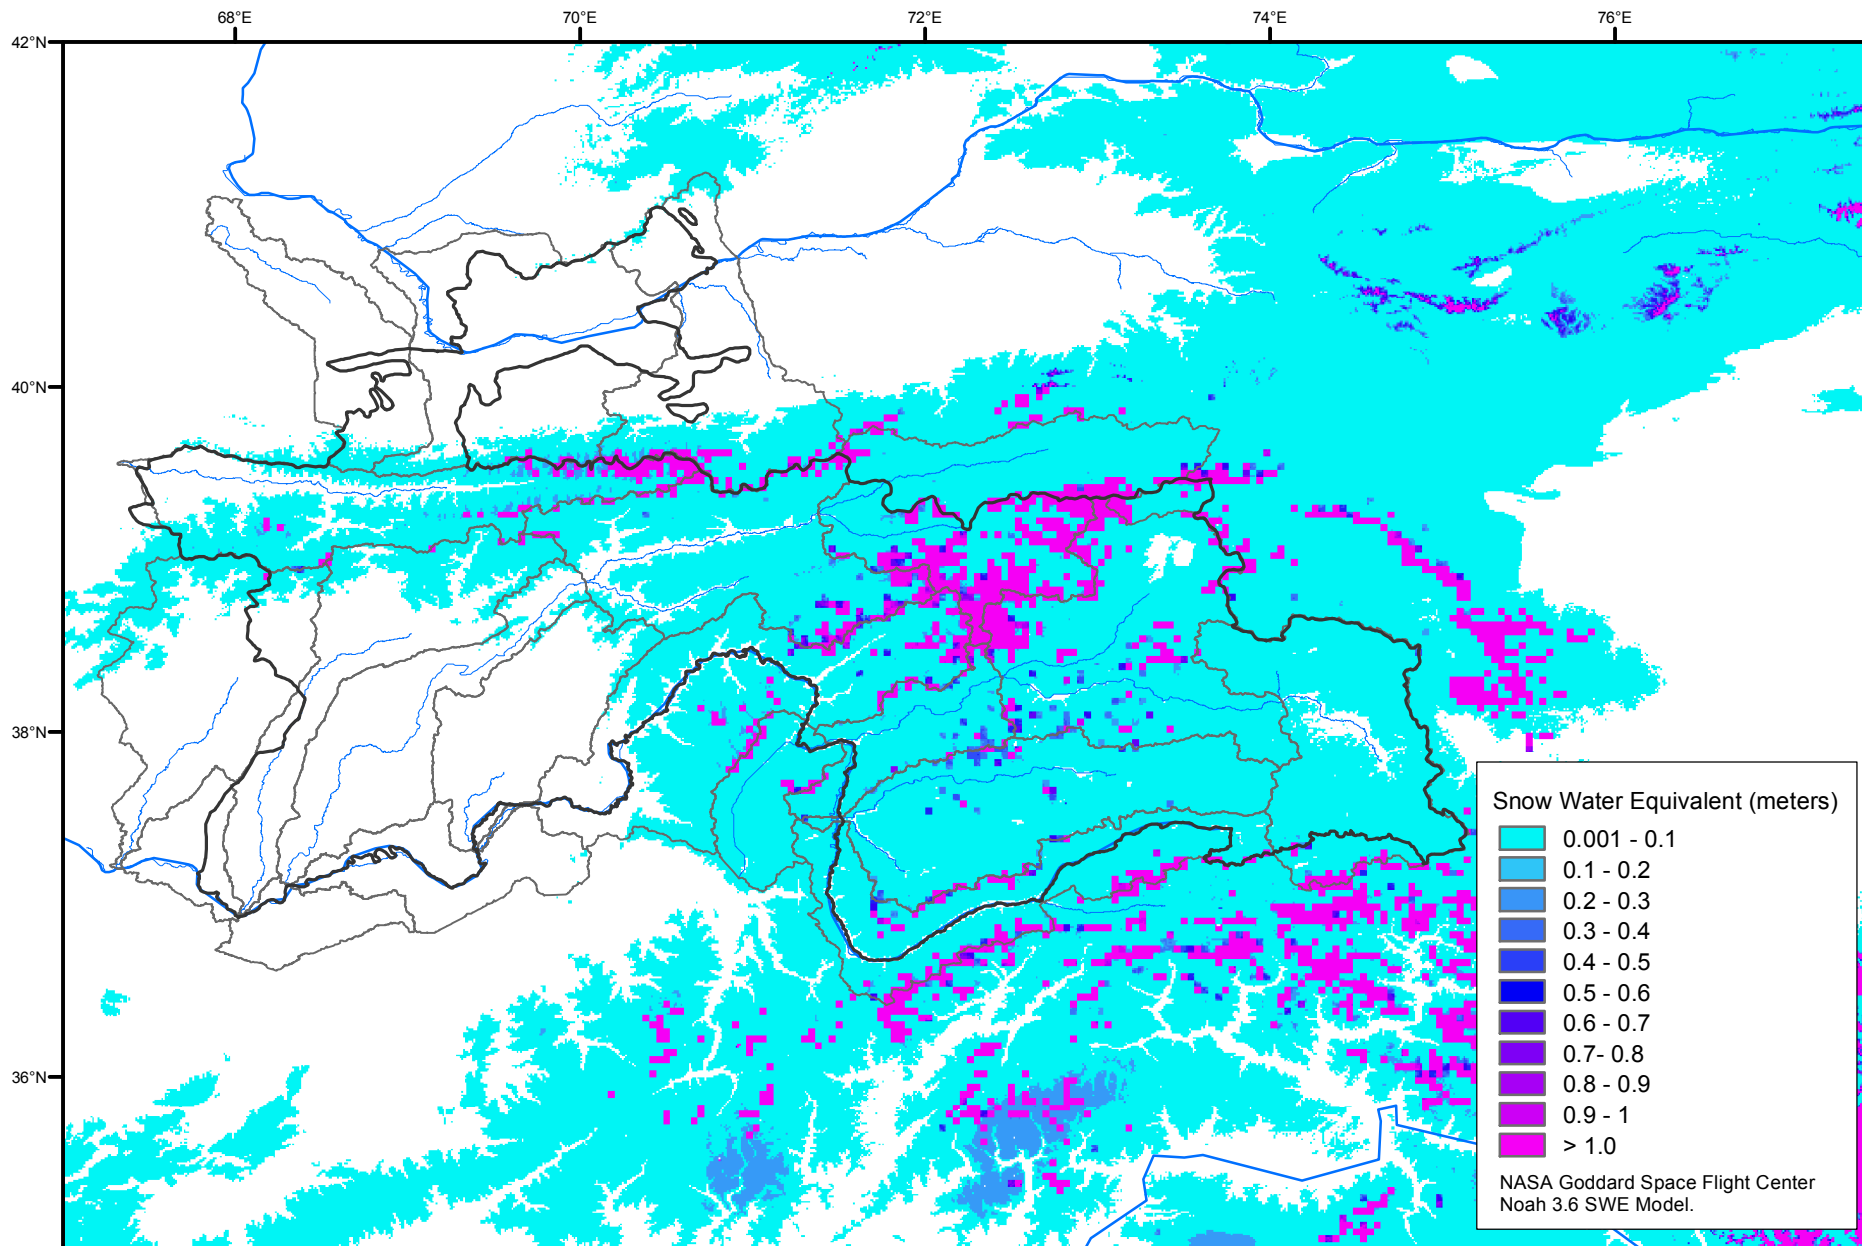 68°E 70°E 72°E 74°E 76°E
42°N
40°N
38°N
36°N
Snow Water Equivalent (meters)
0.001 - 0.1
0.1 - 0.2
0.2 - 0.3
0.3 - 0.4
0.4 - 0.5
0.5 - 0.6
0.6 - 0.7
0.7- 0.8
0.8 - 0.9
0.9 - 1
> 1.0
NASA Goddard Space Flight Center
Noah 3.6 SWE Model.